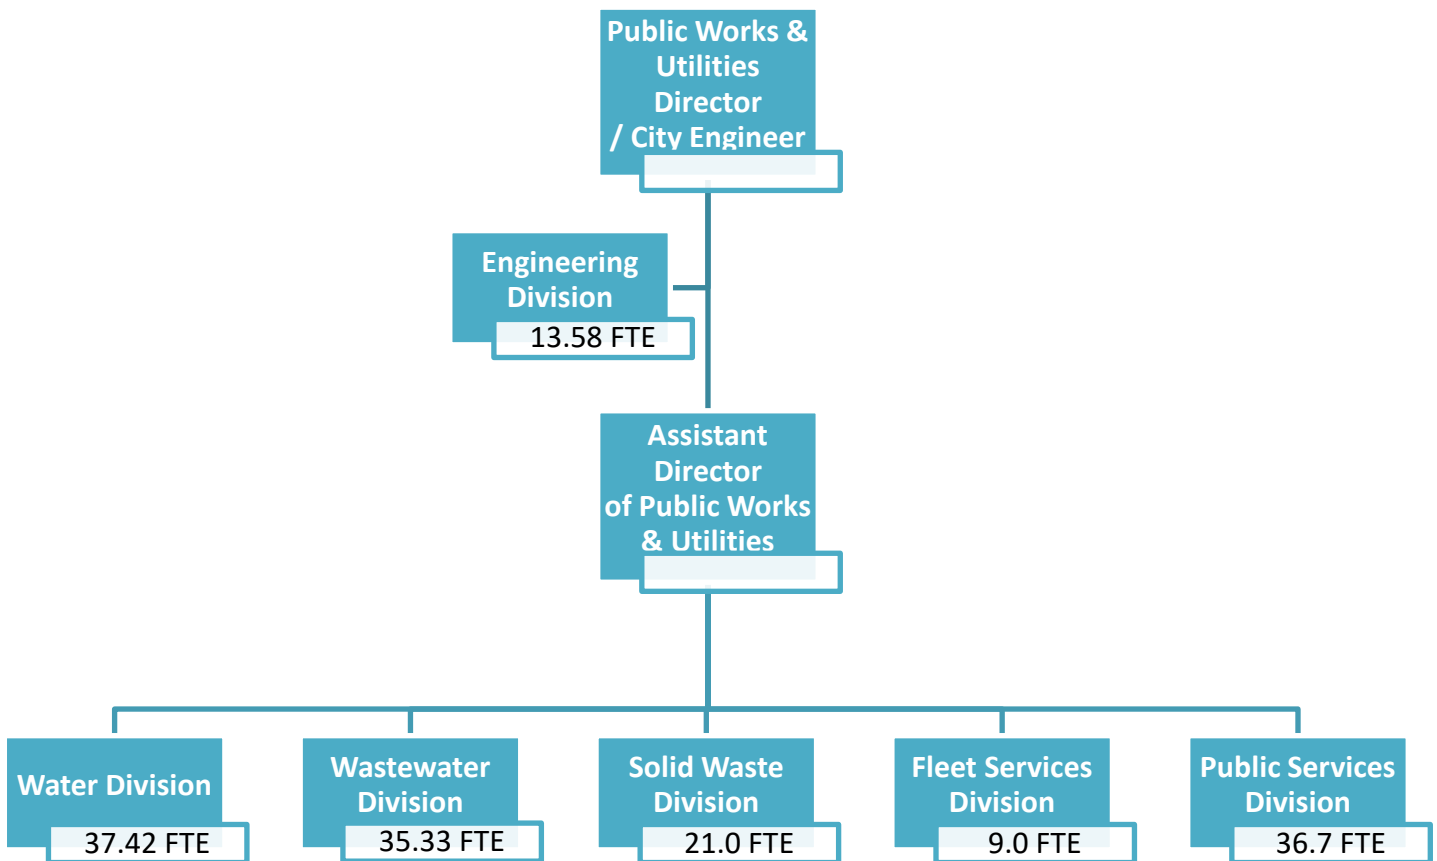 Public Works &
Utilities
Director
/ City Engineer
Engineering
Division
13.58 FTE
Assistant
Director
of Public Works
& Utilities
Water Division
37.42 FTE
Wastewater
Division
35.33 FTE
Solid Waste
Division
21.0 FTE
Fleet Services
Division
9.0 FTE
Public Services
Division
36.7 FTE